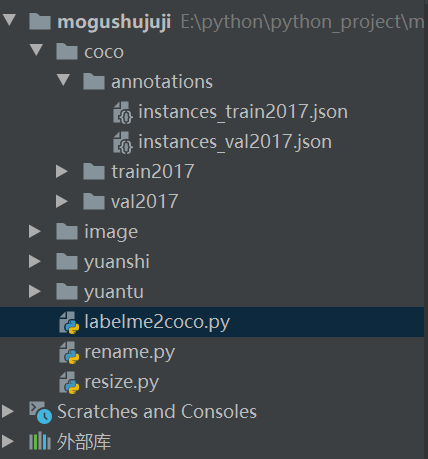 mogushujuji E:\python\python_project\m
coco
annotations
instances_train2017.json
instances_val2017.json
train2017
val2017
image
yuanshi
yuantu
labelme2coco.py
rename.py
resize.py
Scratches and Consoles
外部库